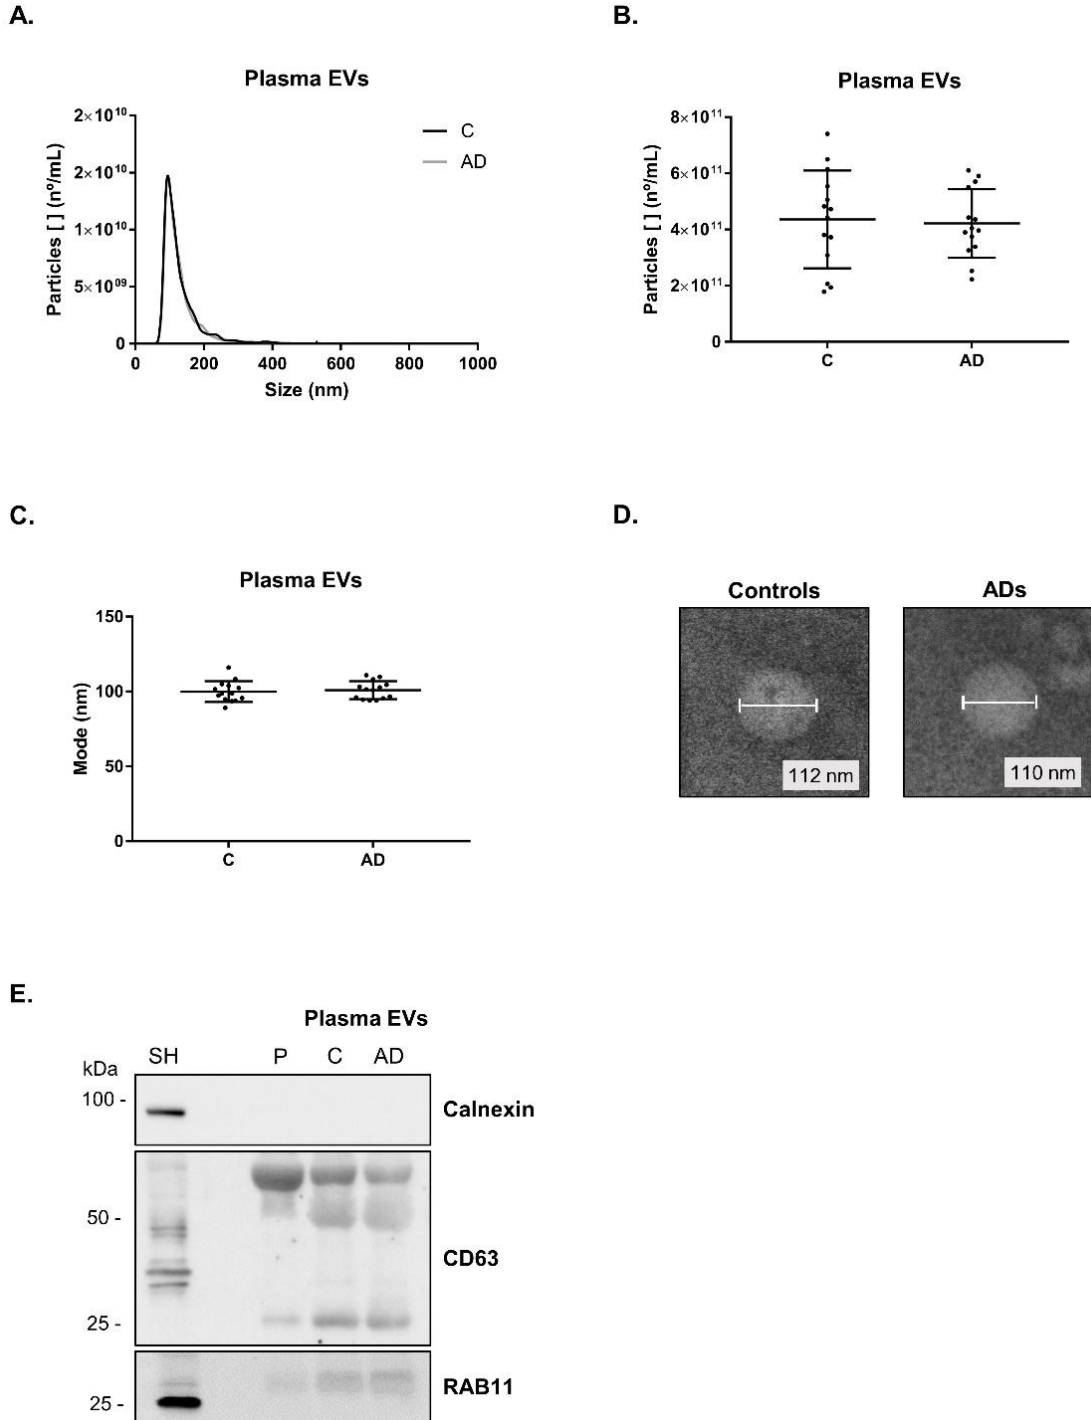 A.
Plasma EVs
2×10¹⁰
2×10¹⁰
1×10¹⁰
5×10⁰⁹
0
Particles [ ] (nº/mL)
C
AD
0 200 400 600 800 1000
Size (nm)
B.
Plasma EVs
8×10¹¹
6×10¹¹
4×10¹¹
2×10¹¹
0
Particles [ ] (nº/mL)
C AD
C.
Plasma EVs
150
100
50
0
Mode (nm)
C AD
D.
Controls ADs
112 nm 110 nm
E.
Plasma EVs
kDa SH P C AD
100 - Calnexin
50 -
CD63
25 -
RAB11
25 -